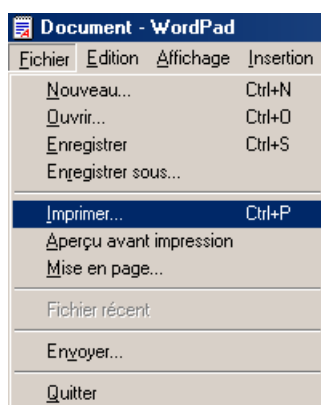 Document - WordPad
Fichier Edition Affichage Insertion
Nouveau... Ctrl+N
Ouvrir... Ctrl+O
Enregistrer Ctrl+S
Enregistrer sous...
Imprimer... Ctrl+P
Aperçu avant impression
Mise en page...
Fichier récent
Envoyer...
Quitter